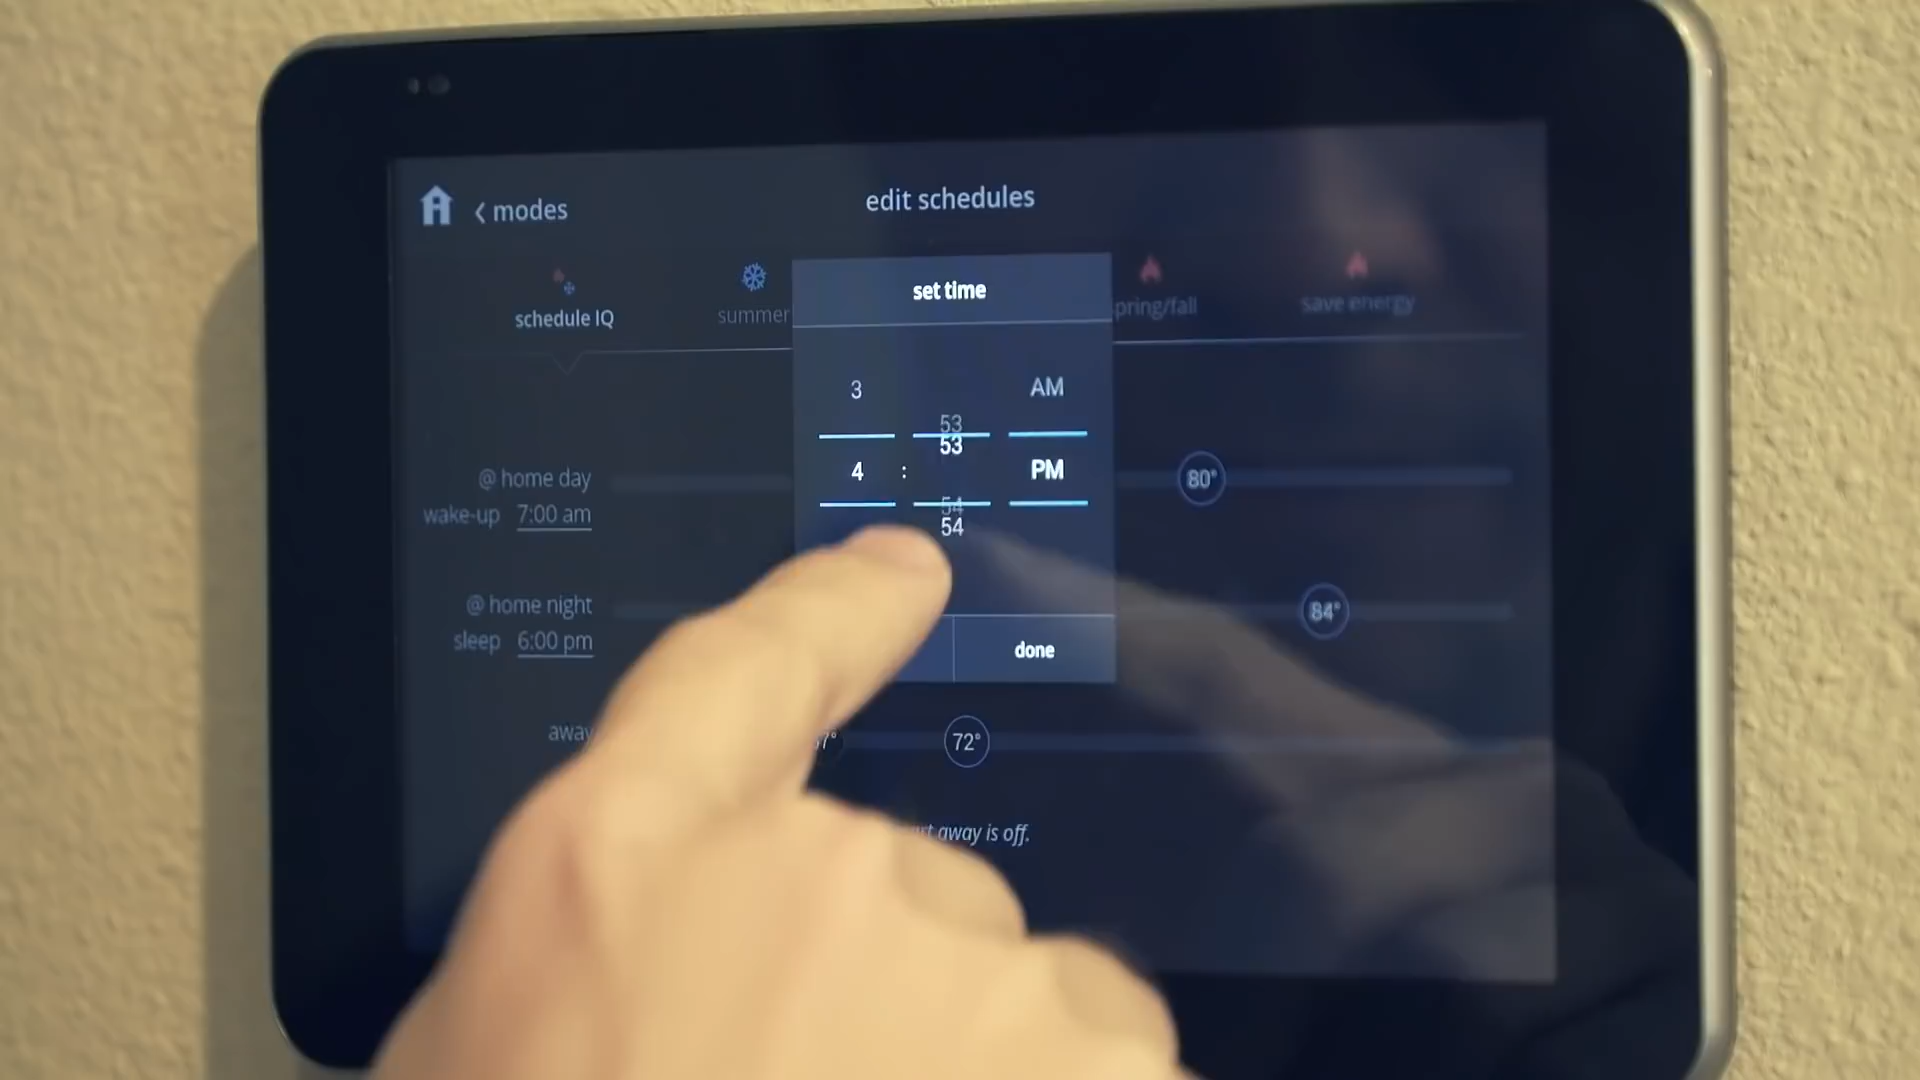 < modes
edit schedules
schedule IQ
summer
pring/fall
save energy
set time
3
AM
53
53
4 :
PM
54
54
done
@ home day
wake-up 7:00 am
80°
@ home night
sleep 6:00 pm
84°
away
7°
72°
away is off.